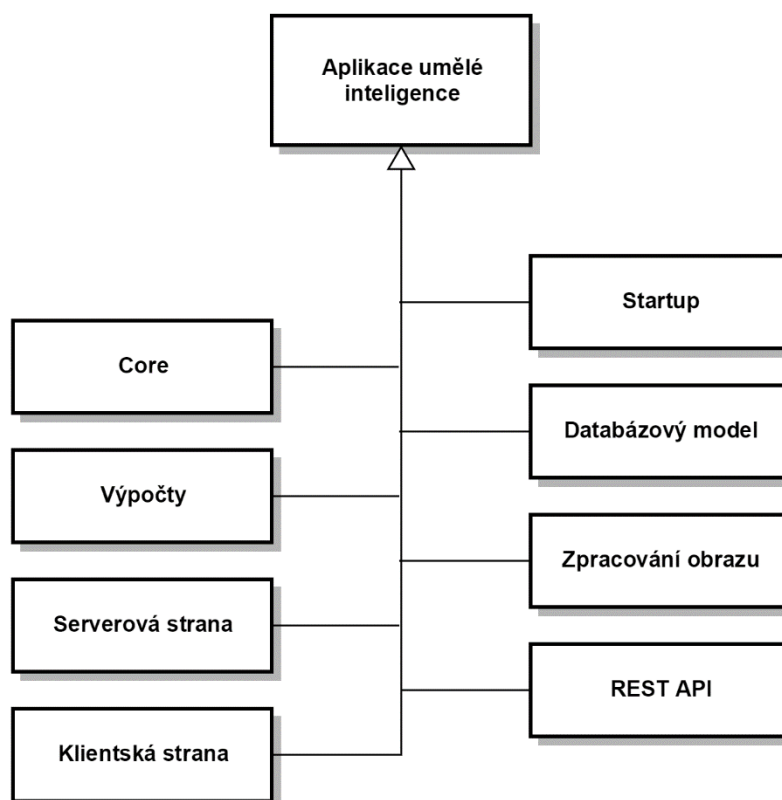 Aplikace umělé
inteligence
Startup
Core
Databázový model
Výpočty
Zpracování obrazu
Serverová strana
REST API
Klientská strana